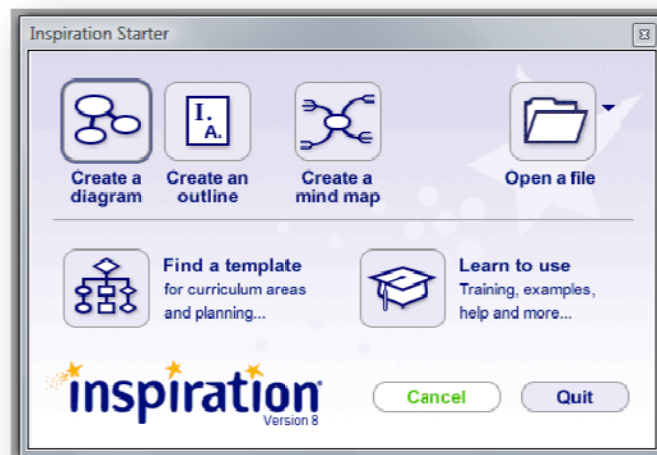 Inspiration Starter
I.
A.
Create a
diagram
Create an
outline
Create a
mind map
Open a file
Find a template
for curriculum areas
and planning...
Learn to use
Training, examples,
help and more...
inspiration®
Version 8
Cancel
Quit